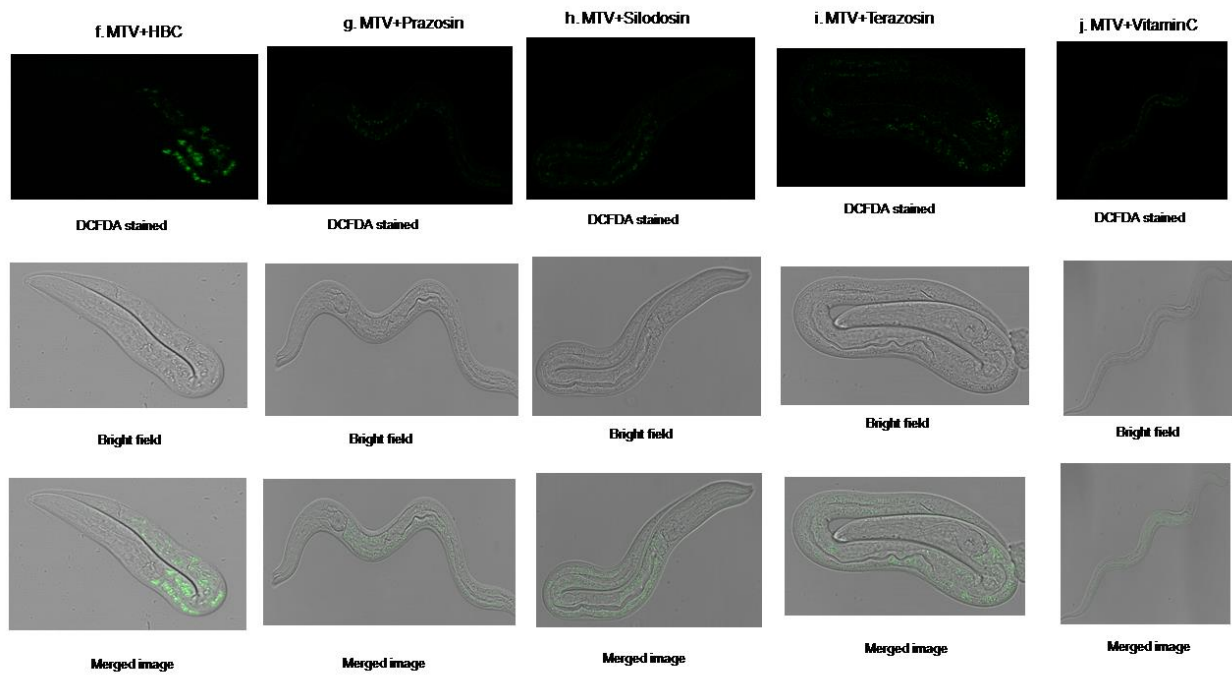 f. MTV+HBC
g. MTV+Prazosin
h. MTV+Silodosin
i. MTV+Terazosin
j. MTV+VitaminC
DCFDA stained
DCFDA stained
DCFDA stained
DCFDA stained
DCFDA stained
Bright field
Bright field
Bright field
Bright field
Bright field
Merged image
Merged image
Merged image
Merged image
Merged image